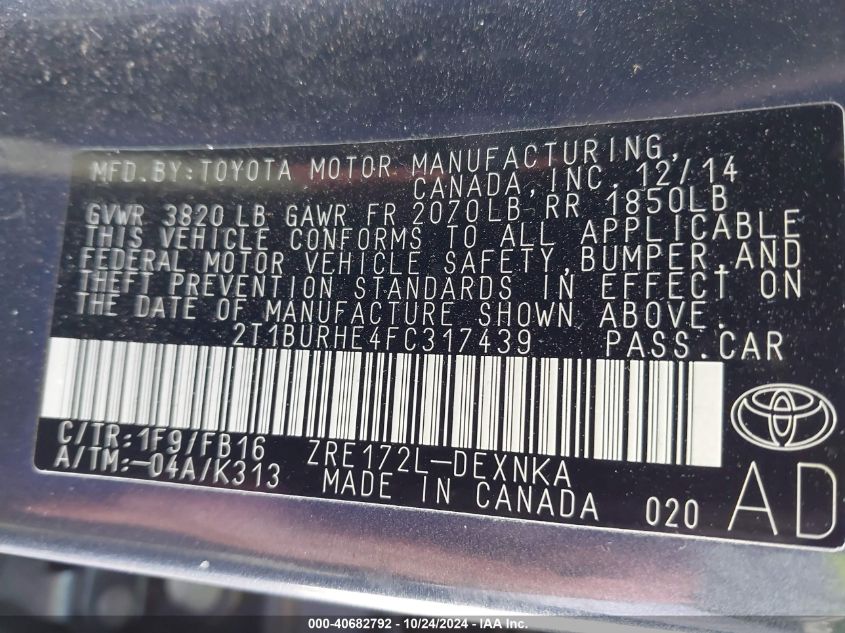 MFD.BY:TOYOTA MOTOR MANUFACTURING,
CANADA,INC. 12/14
GVWR 3820 LB GAWR FR 2070LB RR 1850LB
THIS VEHICLE CONFORMS TO ALL APPLICABLE
FEDERAL MOTOR VEHICLE SAFETY,BUMPER,AND
THEFT PREVENTION STANDARDS IN EFFECT ON
THE DATE OF MANUFACTURE SHOWN ABOVE.
2T1BURHE4FC317439 PASS.CAR
C/TR:1F9/FB16 ZRE172L-DEXNKA
A/TM:-04A/K313 MADE IN CANADA 020 AD
000-40682792 - 10/24/2024 - IAA Inc.